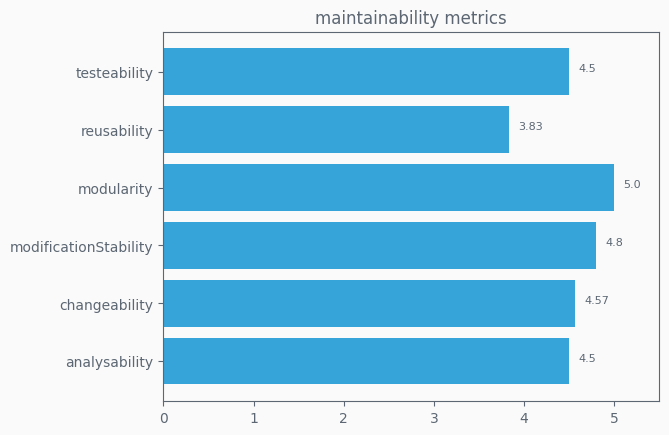 maintainability metrics
testeability
4.5
reusability
3.83
modularity
5.0
modificationStability
4.8
changeability
4.57
analysability
4.5
0 1 2 3 4 5